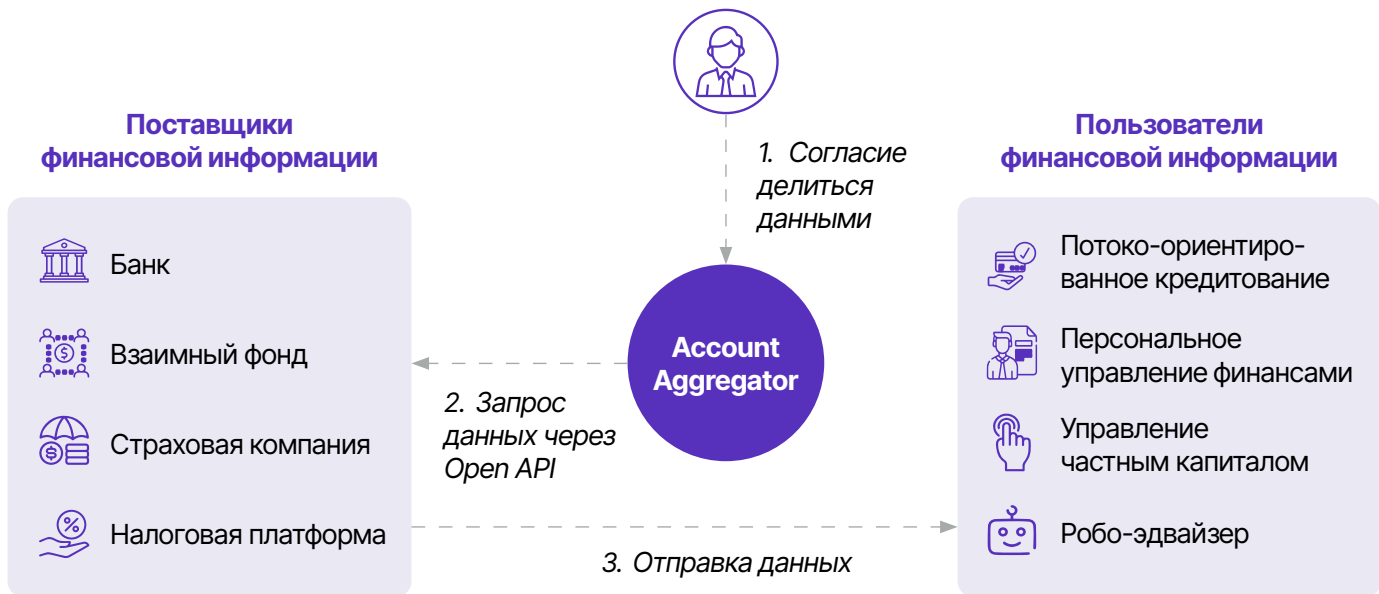 Поставщики
финансовой информации
Банк
Взаимный фонд
Страховая компания
Налоговая платформа
1. Согласие
делиться
данными
Account
Aggregator
2. Запрос
данных через
Open API
3. Отправка данных
Пользователи
финансовой информации
Потоко-ориентиро-
ванное кредитование
Персональное
управление финансами
Управление
частным капиталом
Робо-эдвайзер